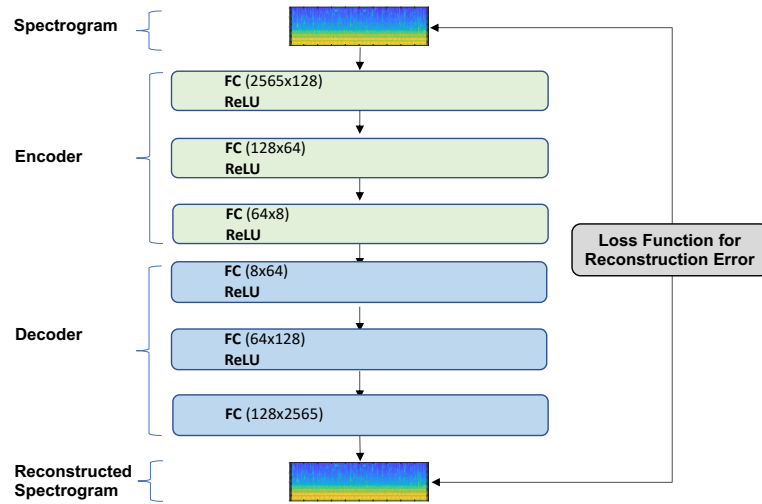 Spectrogram
FC (2565x128)
ReLU
Encoder
FC (128x64)
ReLU
FC (64x8)
ReLU
Loss Function for
Reconstruction Error
FC (8x64)
ReLU
Decoder
FC (64x128)
ReLU
FC (128x2565)
Reconstructed
Spectrogram